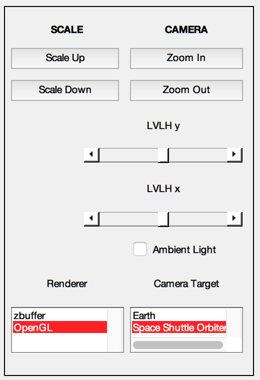 SCALE CAMERA
Scale Up Zoom In
Scale Down Zoom Out
LVLH y
LVLH x
Ambient Light
Renderer Camera Target
zbuffer Earth
OpenGL Space Shuttle Orbiter